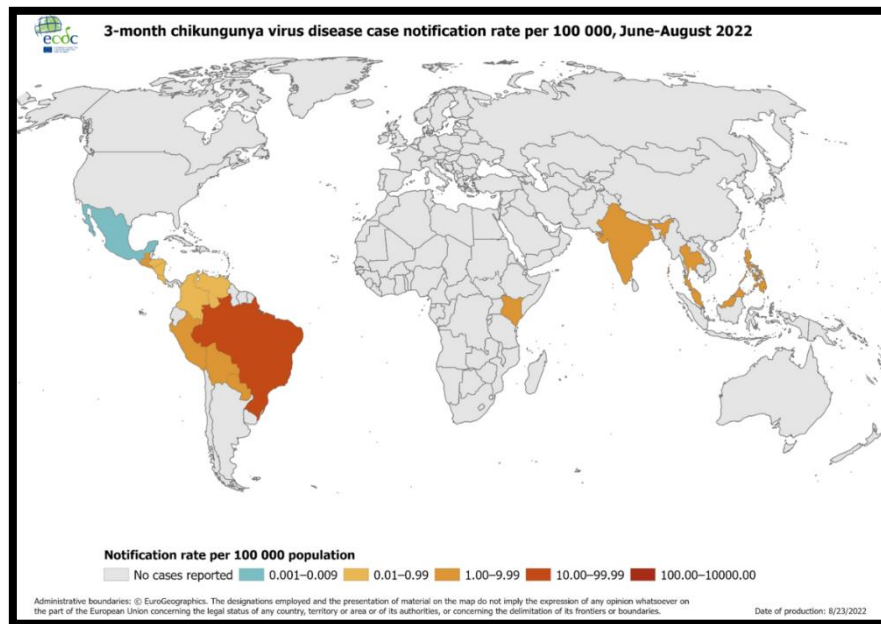 ecdc
3-month chikungunya virus disease case notification rate per 100 000, June-August 2022
Notification rate per 100 000 population
No cases reported 0.001–0.009 0.01–0.99 1.00–9.99 10.00–99.99 100.00–10000.00
Administrative boundaries: © EuroGeographics. The designations employed and the presentation of material on the map do not imply the expression of any opinion whatsoever on
the part of the European Union concerning the legal status of any country, territory or area or of its authorities, or concerning the delimitation of its frontiers or boundaries. Date of production: 8/23/2022